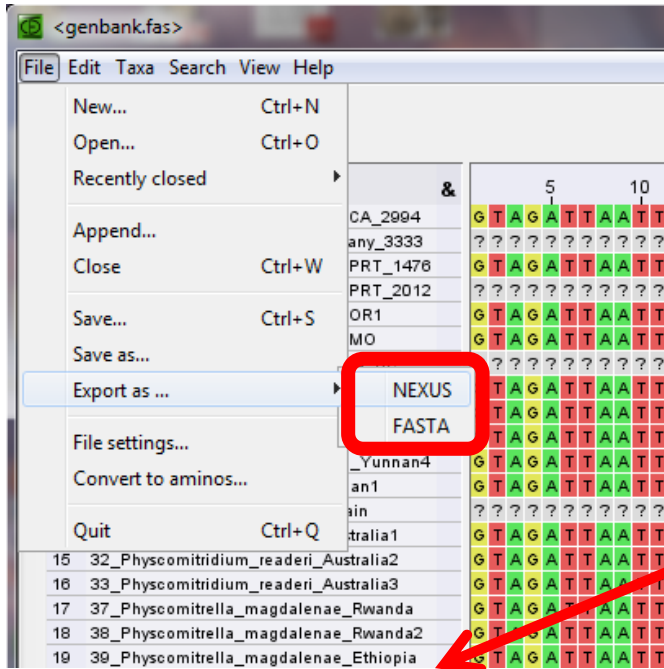 <genbank.fas>
File Edit Taxa Search View Help
New... Ctrl+N
Open... Ctrl+O
Recently closed
Append...
Close Ctrl+W
Save... Ctrl+S
Save as...
Export as ...
NEXUS
FASTA
File settings...
Convert to aminos...
Quit Ctrl+Q
& 5 10
CA_2994 G T A G A T T A A T T
any_3333 ? ? ? ? ? ? ? ? ? ? ?
PRT_1476 G T A G A T T A A T T
PRT_2012 ? ? ? ? ? ? ? ? ? ? ?
OR1 G T A G A T T A A T T
MO G T A G A T T A A T T
? ? ? ? ? ? ? ? ? ?
T A G A T T A A T T
T A G A T T A A T T
T A G A T T A A T T
_Yunnan4 G T A G A T T A A T T
an1 G T A G A T T A A T T
ain ? ? ? ? ? ? ? ? ? ? ?
tralia1 G T A G A T T A A T T
15 32_Physcomitridium_readeri_Australia2 G T A G A T T A A T T
16 33_Physcomitridium_readeri_Australia3 G T A G A T T A
17 37_Physcomitrella_magdalenae_Rwanda G T A G A T A A T T
18 38_Physcomitrella_magdalenae_Rwanda2 G A G A T T A A T T
19 39_Physcomitrella_magdalenae_Ethiopia G T A G A T T A A T T